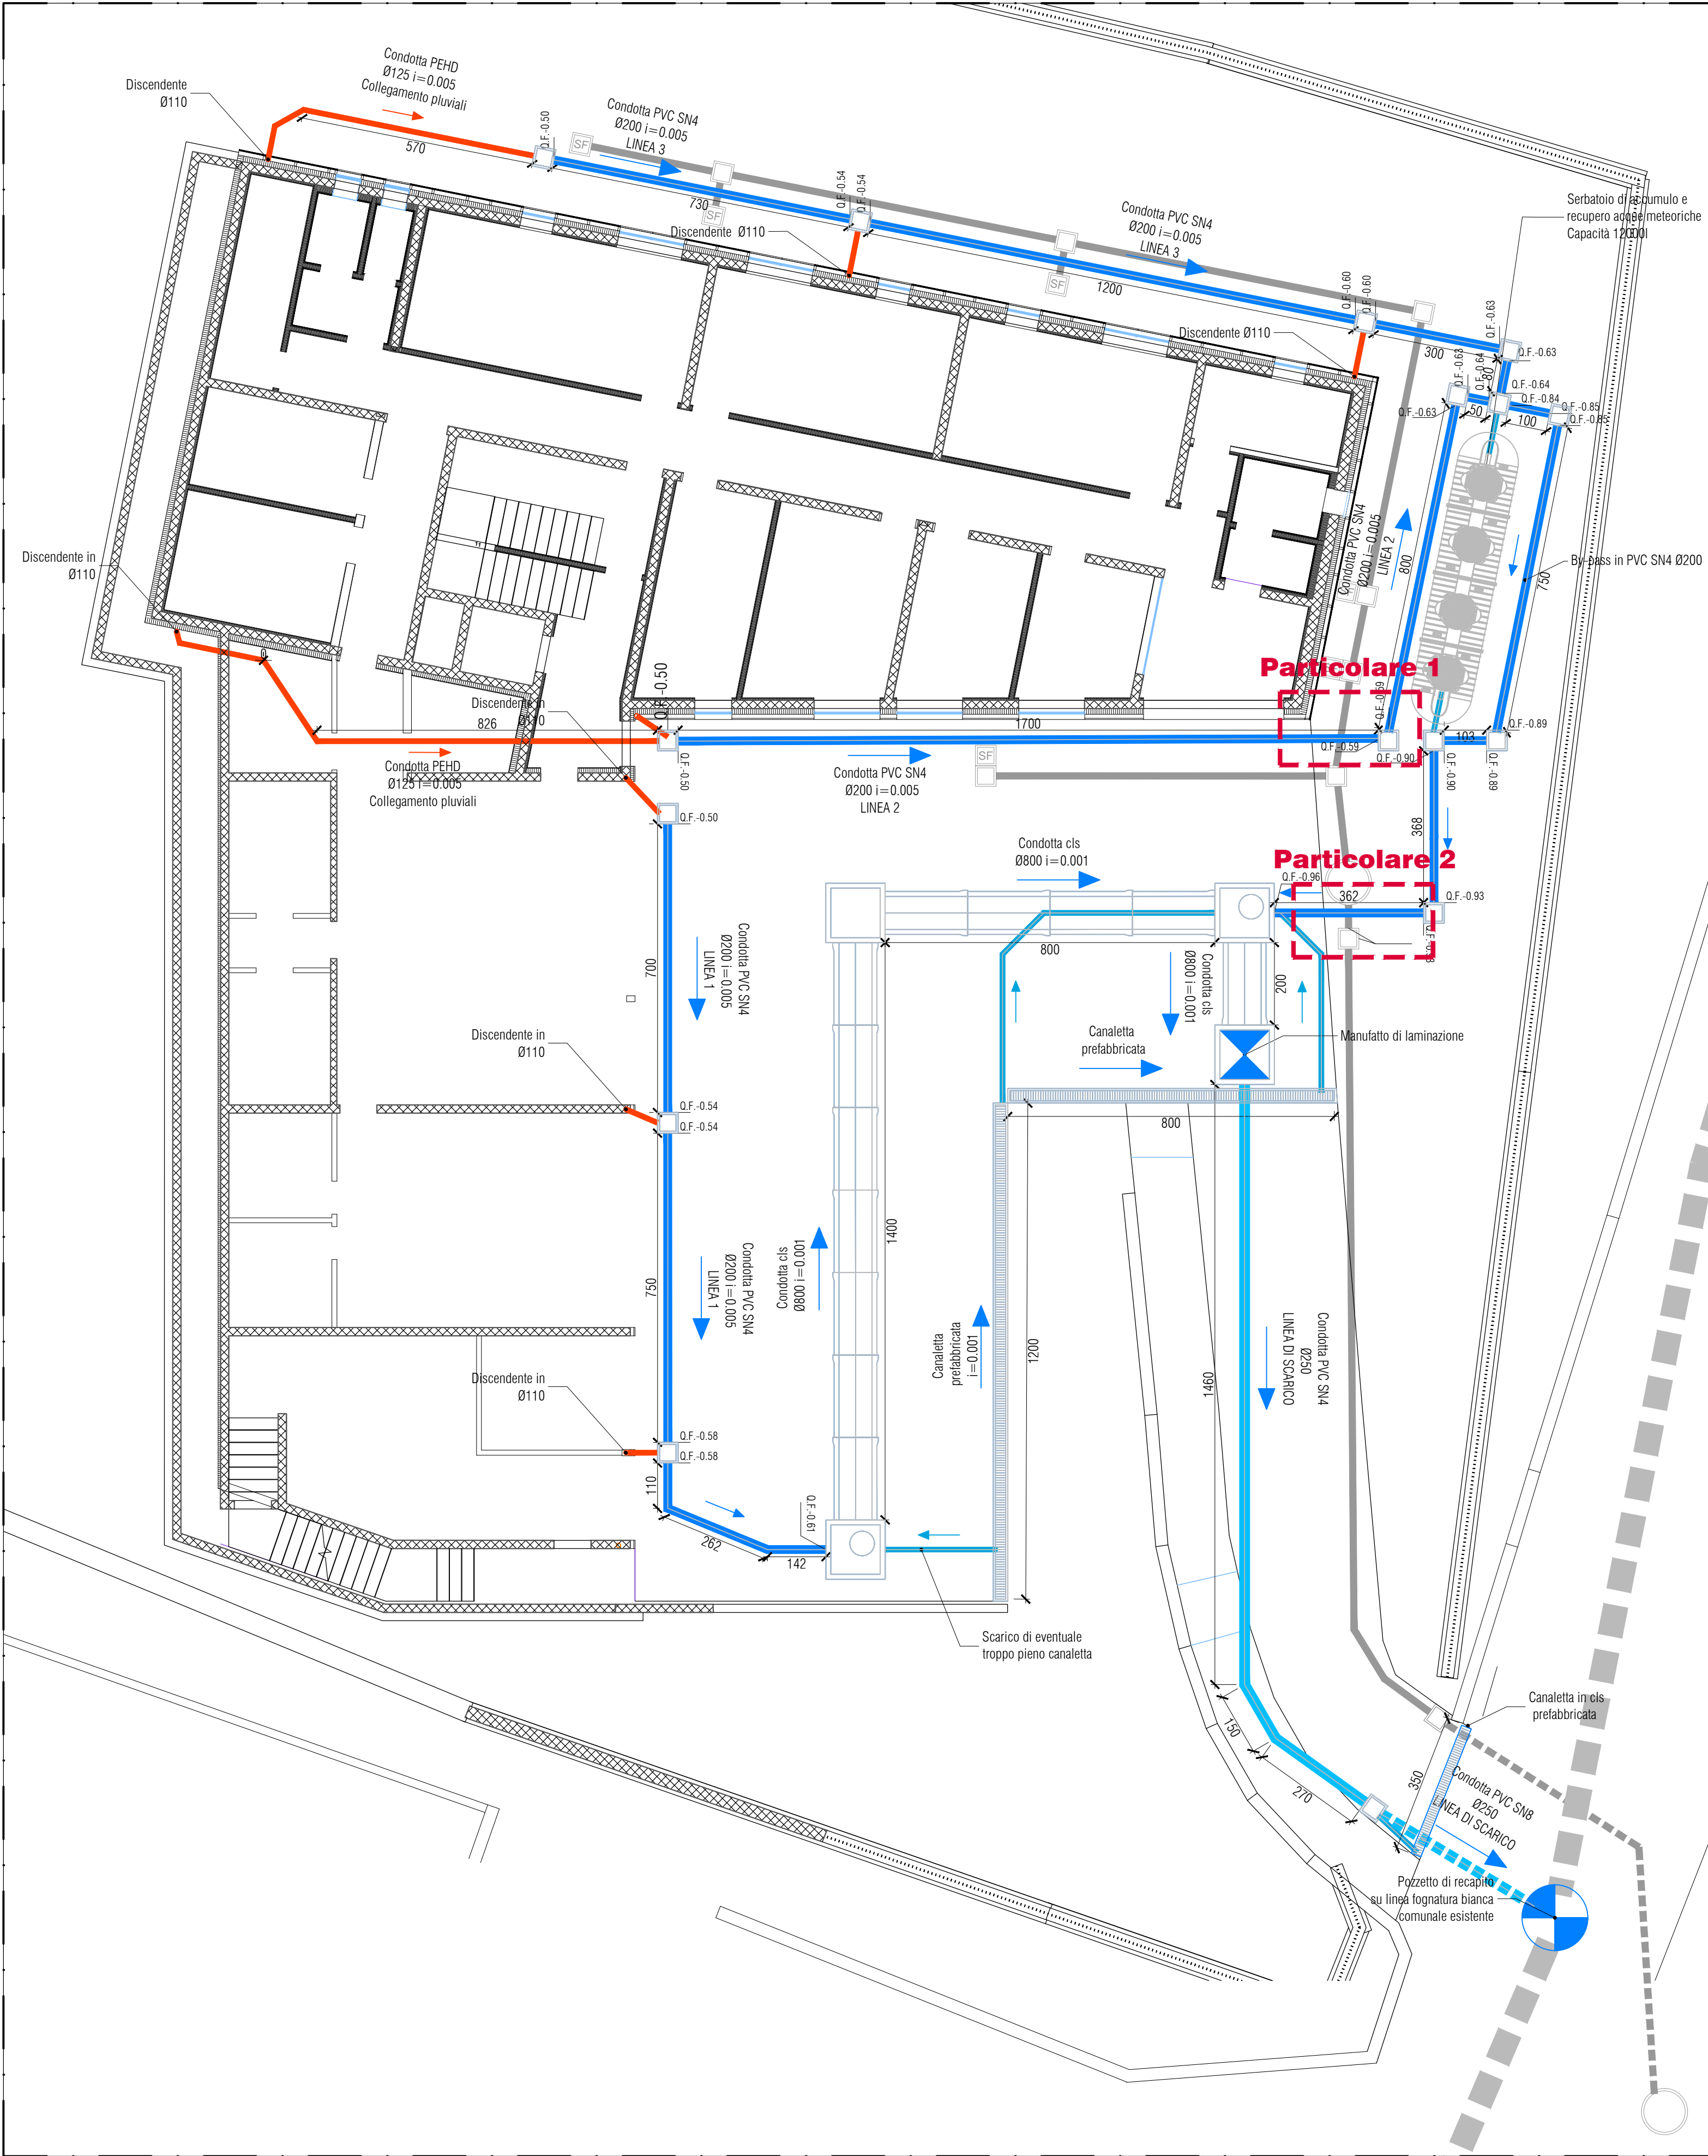 Condotta PEHD
Ø125 i=0.005
Collegamento pluviali
Discendente
Ø110
570
Q.F.-0.50
Condotta PVC SN4
Ø200 i=0.005
LINEA 3
SF
SF
730
Discendente Ø110
Q.F.-0.54
Q.F.-0.54
Condotta PVC SN4
Ø200 i=0.005
LINEA 3
SF
1200
Serbatoio di accumulo e
recupero acque meteoriche
Capacità 12000l
Q.F.-0.60
Q.F.-0.60
Discendente Ø110
300
Q.F.-0.63
Q.F.-0.63
Q.F.-0.63
Q.F.-0.64
80
Q.F.-0.64
Q.F.-0.84
Q.F.-0.85
Q.F.-0.85
Q.F.-0.63
50
100
Condotta PVC SN4
Ø200 i=0.005
LINEA 2
800
By-pass in PVC SN4 Ø200
750
Discendente in
Ø110
Particolare 1
Q.F.-0.50
Discendente in
Ø110
826
1700
Q.F.-0.59
Q.F.-0.59
Q.F.-0.90
103
Q.F.-0.89
Q.F.-0.90
Q.F.-0.89
Q.F.-0.50
SF
Condotta PEHD
Ø125 i=0.005
Collegamento pluviali
Condotta PVC SN4
Ø200 i=0.005
LINEA 2
Q.F.-0.50
368
Condotta cls
Ø800 i=0.001
Particolare 2
Q.F.-0.96
362
Q.F.-0.93
Condotta PVC SN4
Ø200 i=0.005
LINEA 1
700
800
Condotta cls
Ø800 i=0.001
200
Discendente in
Ø110
Canaletta
prefabbricata
Manufatto di laminazione
Q.F.-0.54
Q.F.-0.54
800
Condotta PVC SN4
Ø200 i=0.005
LINEA 1
750
Condotta cls
Ø800 i=0.001
1400
Canaletta
prefabbricata
i=0.001
1200
1460
Condotta PVC SN4
Ø250
LINEA DI SCARICO
Discendente in
Ø110
Q.F.-0.58
Q.F.-0.58
110
262
142
Q.F.-0.61
Scarico di eventuale
troppo pieno canaletta
150
270
Canaletta in cls
prefabbricata
350
Condotta PVC SN8
Ø250
LINEA DI SCARICO
Pozzetto di recapito
su linea fognatura bianca
comunale esistente